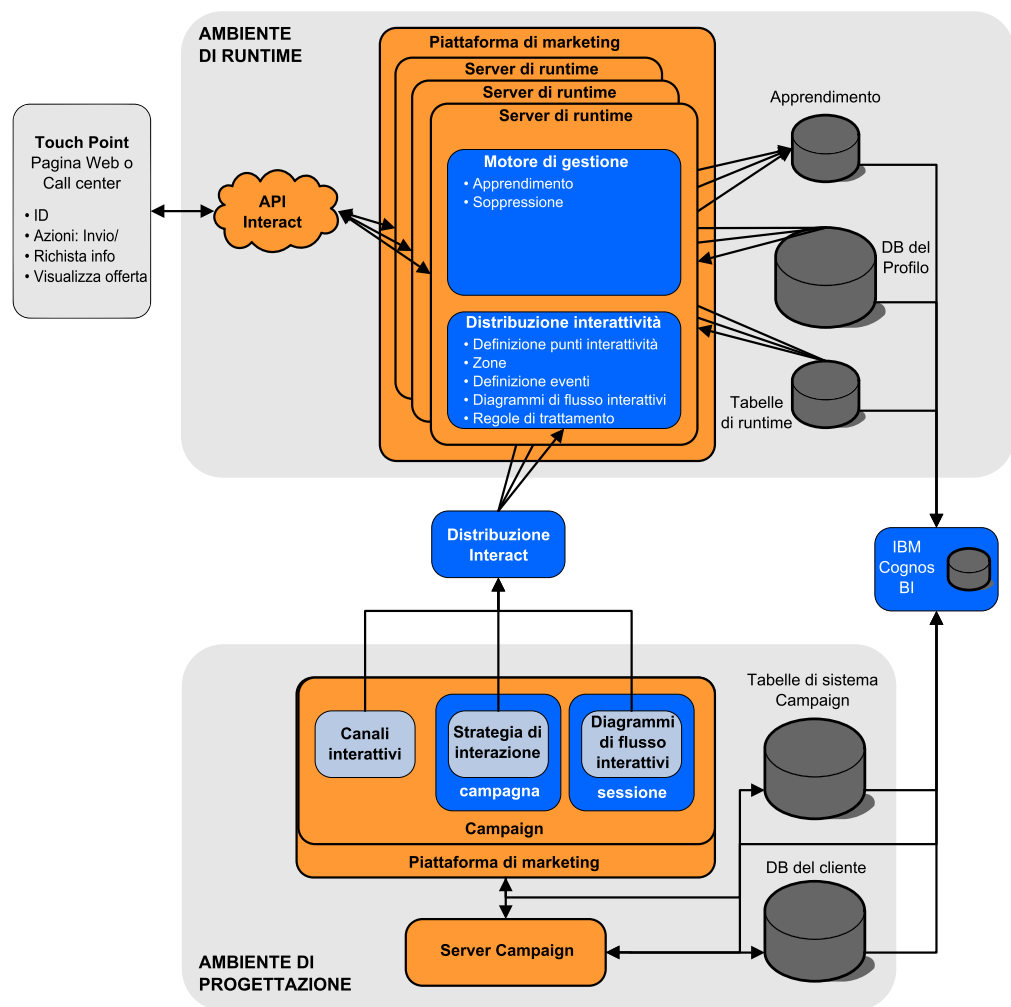 AMBIENTE
DI RUNTIME
Piattaforma di marketing
Server di runtime
Server di runtime
Server di runtime
Touch Point
Pagina Web o
Call center
• ID
• Azioni: Invio/
• Richista info
• Visualizza offerta
API
Interact
Motore di gestione
• Apprendimento
• Soppressione
Distribuzione interattività
• Definizione punti interattività
• Zone
• Definizione eventi
• Diagrammi di flusso interattivi
• Regole di trattamento
Apprendimento
DB del
Profilo
Tabelle
di runtime
Distribuzione
Interact
IBM
Cognos
BI
Canali
interattivi
Strategia di
interazione
campagna
Diagrammi
di flusso
interattivi
sessione
Campaign
Piattaforma di marketing
Tabelle di sistema
Campaign
DB del cliente
Server Campaign
AMBIENTE DI
PROGETTAZIONE